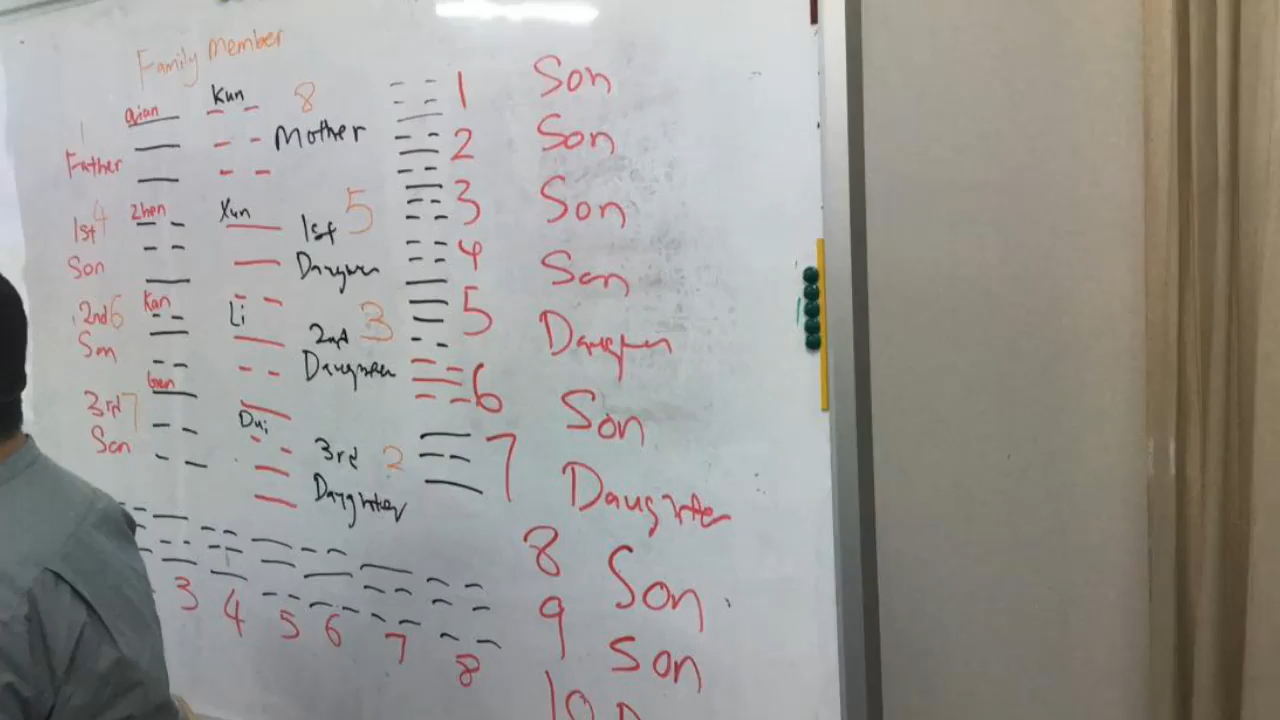 Family Member
Qian Kun 8
1
Father Mother
4 Zhen Xun 5
1st 1st
Son
6 Kan Li 3
2nd 2nd
Son Daughter
Gen Dui
3rd 7 3rd 2
Son Daughter
1 Son
2 Son
3 Son
4 Son
5
6 Son
7 Daughter
8 Son
9 Son
10
3 4 5 6 7 8